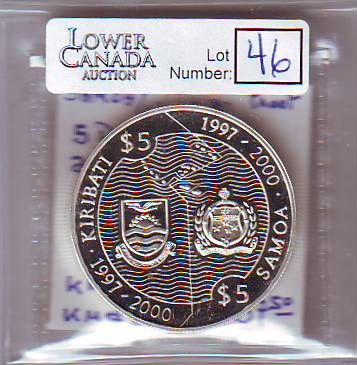 LOWER
CANADA
AUCTION
Lot
Number:
46
$5
1997 - 2000
KIRIBATI
SAMOA
1997 - 2000
$5